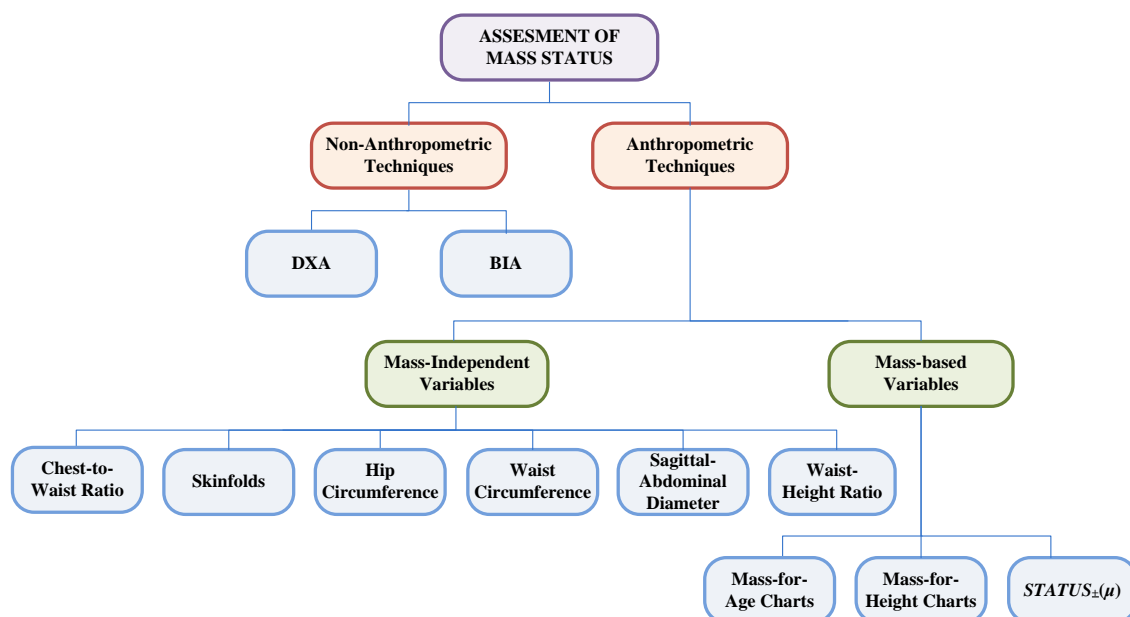 ASSESMENT OF
MASS STATUS
Non-Anthropometric
Techniques
Anthropometric
Techniques
DXA
BIA
Mass-Independent
Variables
Mass-based
Variables
Chest-to-
Waist Ratio
Skinfolds
Hip
Circumference
Waist
Circumference
Sagittal-
Abdominal
Diameter
Waist-
Height Ratio
Mass-for-
Age Charts
Mass-for-
Height Charts
STATUS±(μ)